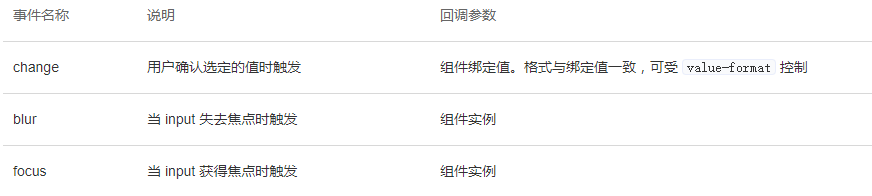 事件名称 说明 回调参数
change 用户确认选定的值时触发 组件绑定值。格式与绑定值一致，可受 value-format 控制
blur 当 input 失去焦点时触发 组件实例
focus 当 input 获得焦点时触发 组件实例